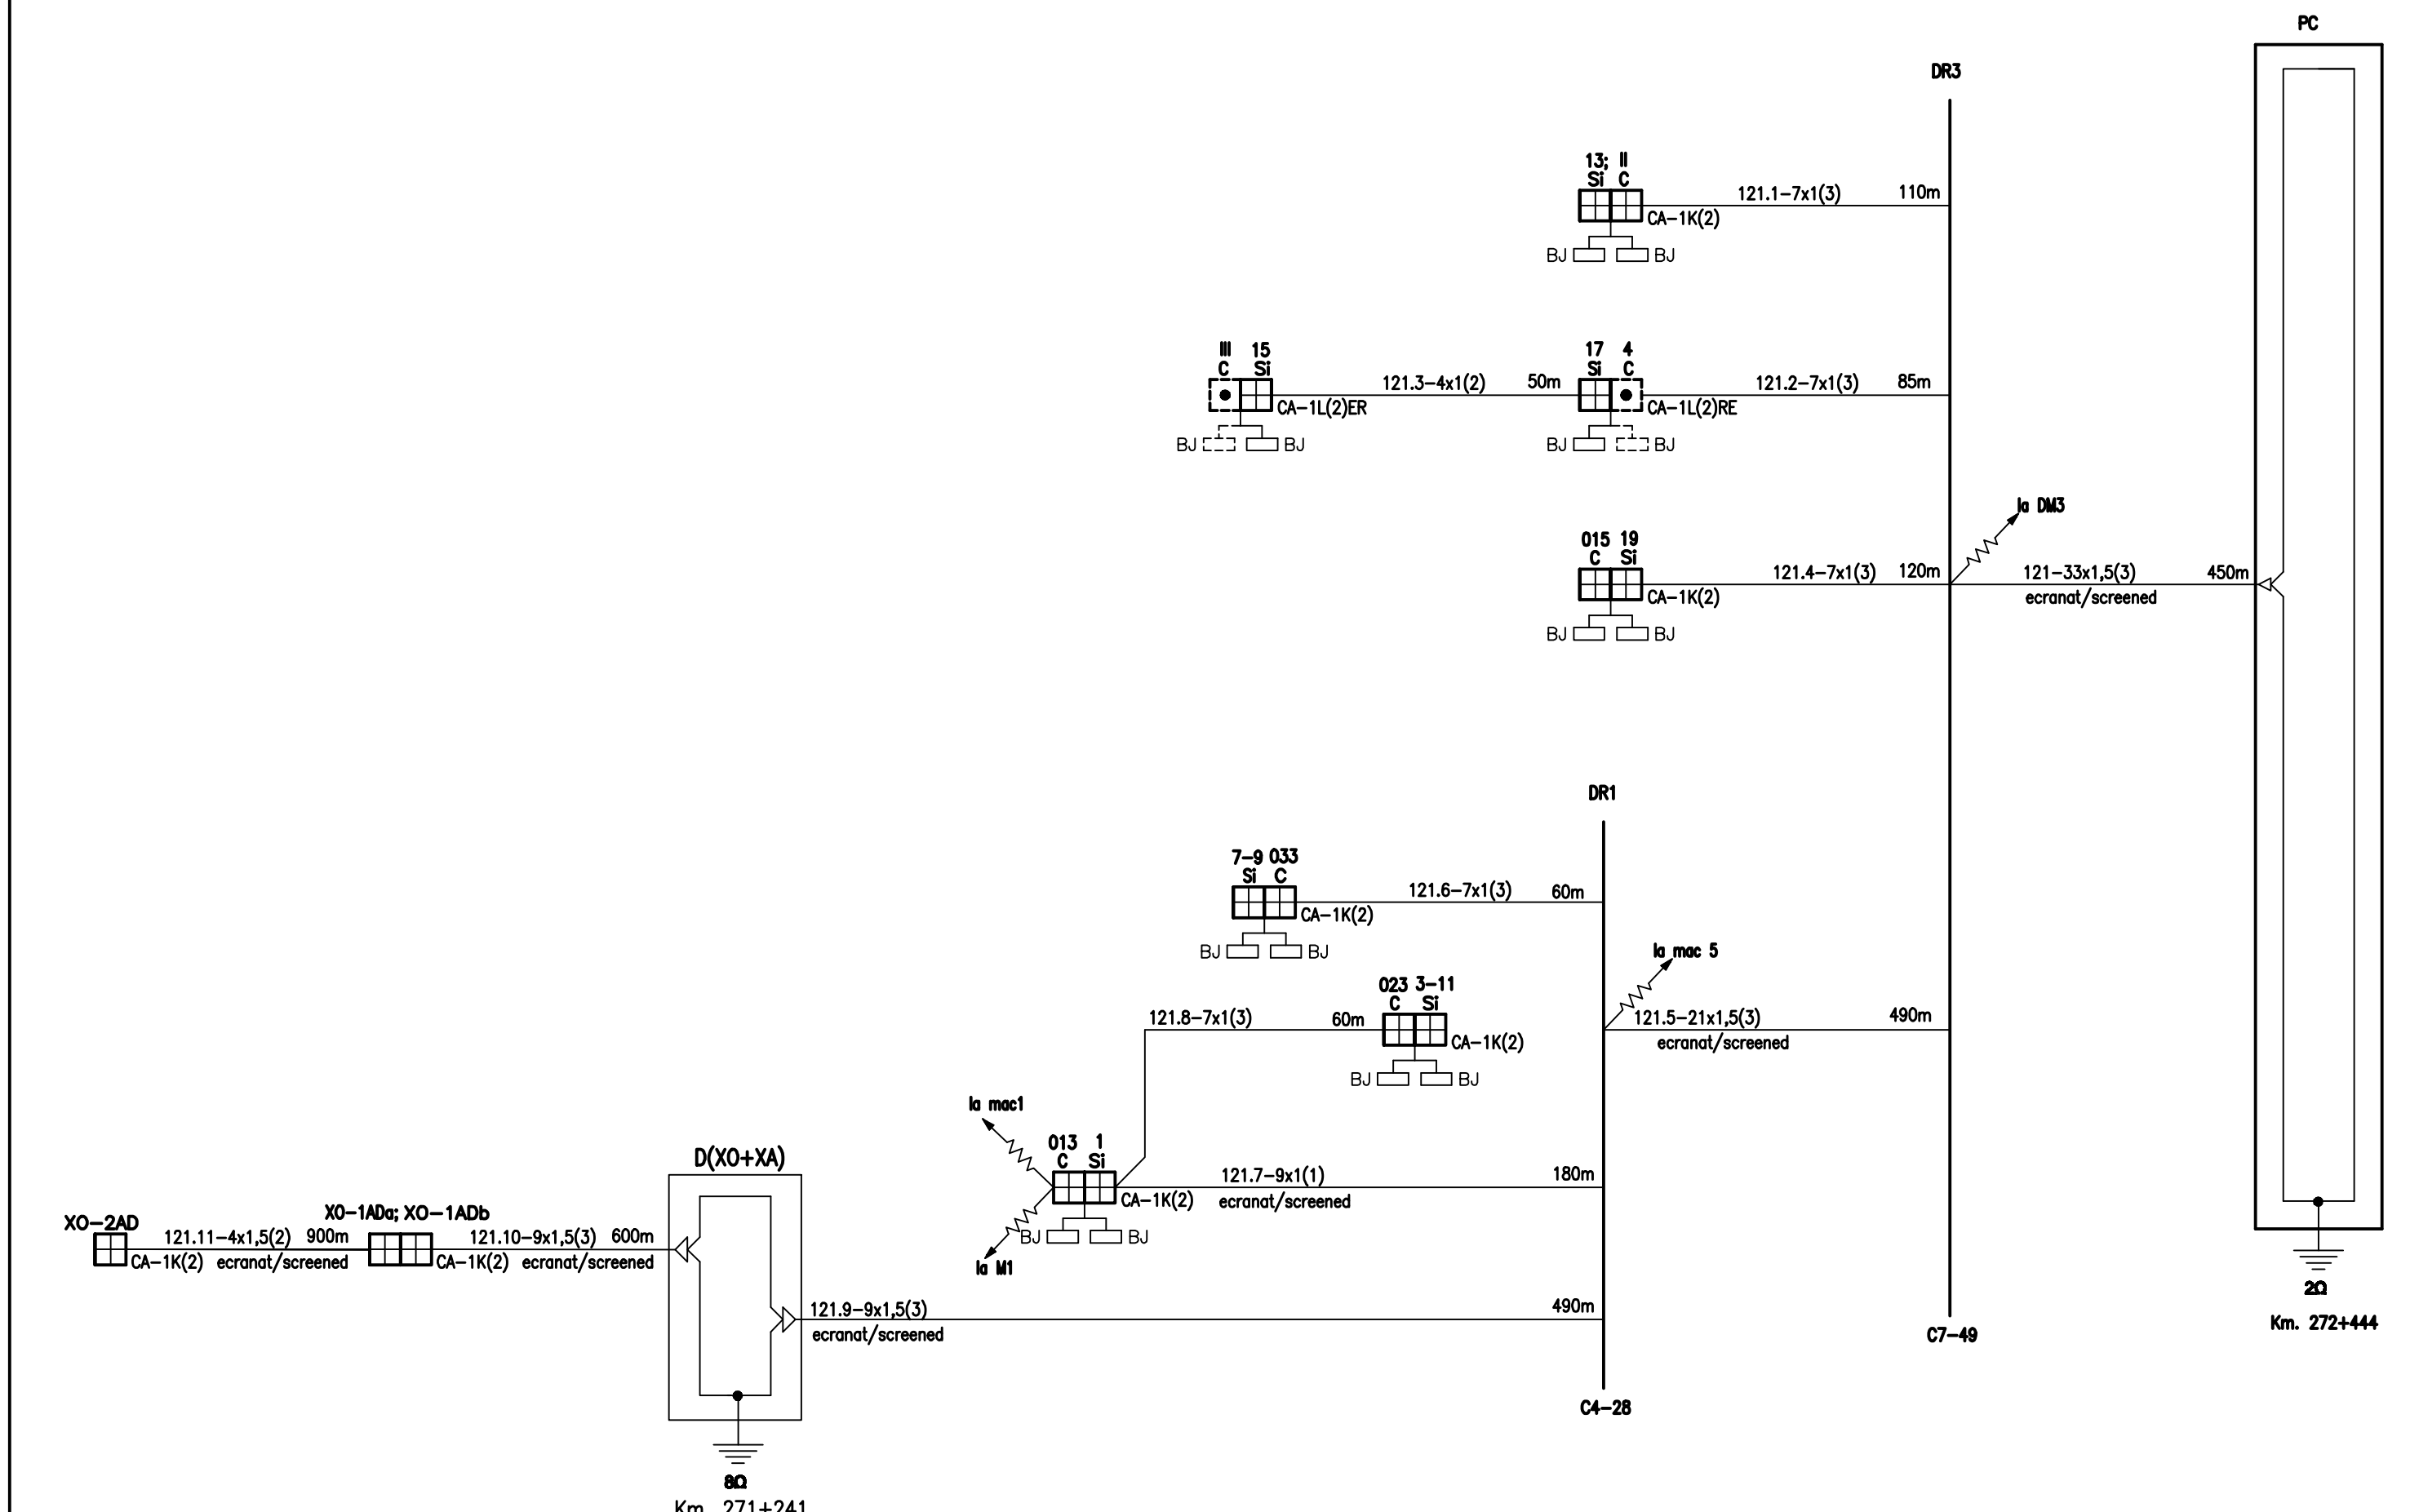 PC
DR3
13; II
Si C
121.1-7x1(3) 110m
CA-1K(2)
BJ BJ
III 15
C Si
121.3-4x1(2) 50m
CA-1L(2)ER
BJ BJ
17 4
Si C
121.2-7x1(3) 85m
CA-1L(2)RE
BJ BJ
la DM3
015 19
C Si
121.4-7x1(3) 120m
CA-1K(2)
BJ BJ
121-33x1,5(3) 450m
ecranat/screened
DR1
7-9 033
Si C
121.6-7x1(3) 60m
CA-1K(2)
BJ BJ
la mac 5
023 3-11
C Si
121.8-7x1(3) 60m
CA-1K(2)
BJ BJ
121.5-21x1,5(3) 490m
ecranat/screened
la mac1
013 1
C Si
121.7-9x1(1) 180m
CA-1K(2) ecranat/screened
BJ BJ
la M1
D(XO+XA)
XO-2AD
XO-1ADa; XO-1ADb
121.11-4x1,5(2) 900m
CA-1K(2) ecranat/screened
121.10-9x1,5(3) 600m
CA-1K(2) ecranat/screened
121.9-9x1,5(3) 490m
ecranat/screened
2Ω
Km. 272+444
C7-49
C4-28
8Ω
Km. 271+241